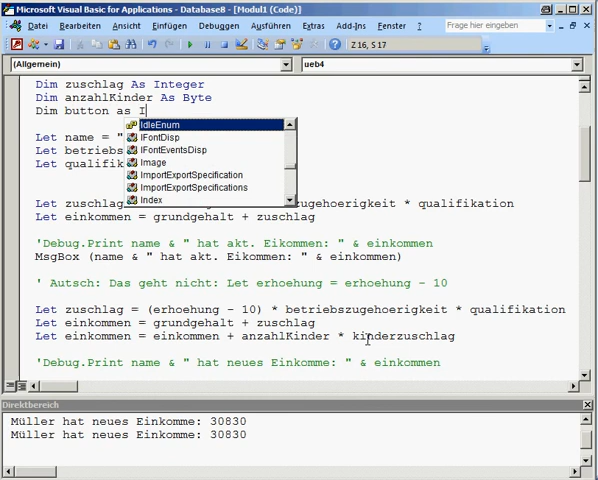 Microsoft Visual Basic for Applications - Database8 - [Modul1 (Code)]
Datei Bearbeiten Ansicht Einfügen Debuggen Ausführen Extras Add-Ins Fenster ? Frage hier eingeben
Z 16, S 17
(Allgemein) ueb4
Dim zuschlag As Integer
Dim anzahlKinder As Byte
Dim button as I
IdleEnum
IFontDisp
IFontEventsDisp
Image
ImportExportSpecification
ImportExportSpecifications
Index
Let name = "
Let betriebs
Let qualifik
Let zuschlag ugehoerigkeit * qualifikation
Let einkommen = grundgehalt + zuschlag
'Debug.Print name & " hat akt. Eikommen: " & einkommen
MsgBox (name & " hat akt. Eikommen: " & einkommen)
' Autsch: Das geht nicht: Let erhoehung = erhoehung - 10
Let zuschlag = (erhoehung - 10) * betriebszugehoerigkeit * qualifikation
Let einkommen = grundgehalt + zuschlag
Let einkommen = einkommen + anzahlKinder * kinderzuschlag
'Debug.Print name & " hat neues Einkomme: " & einkommen
Direktbereich
Müller hat neues Einkomme: 30830
Müller hat neues Einkomme: 30830